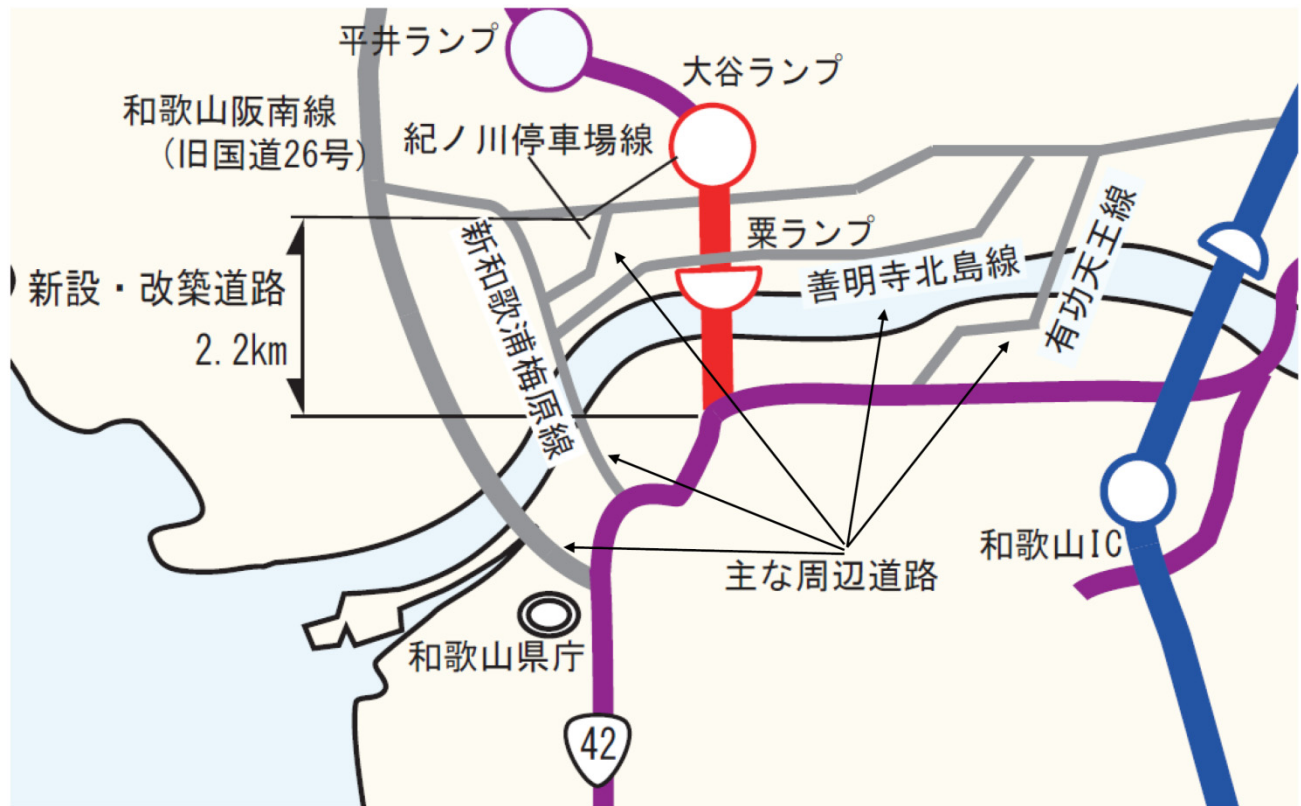 平井ランプ
大谷ランプ
和歌山阪南線
(旧国道26号)
紀ノ川停車場線
新和歌浦梅原線
粟ランプ
善明寺北島線
有功天王線
新設・改築道路
2.2km
和歌山IC
主な周辺道路
和歌山県庁
42